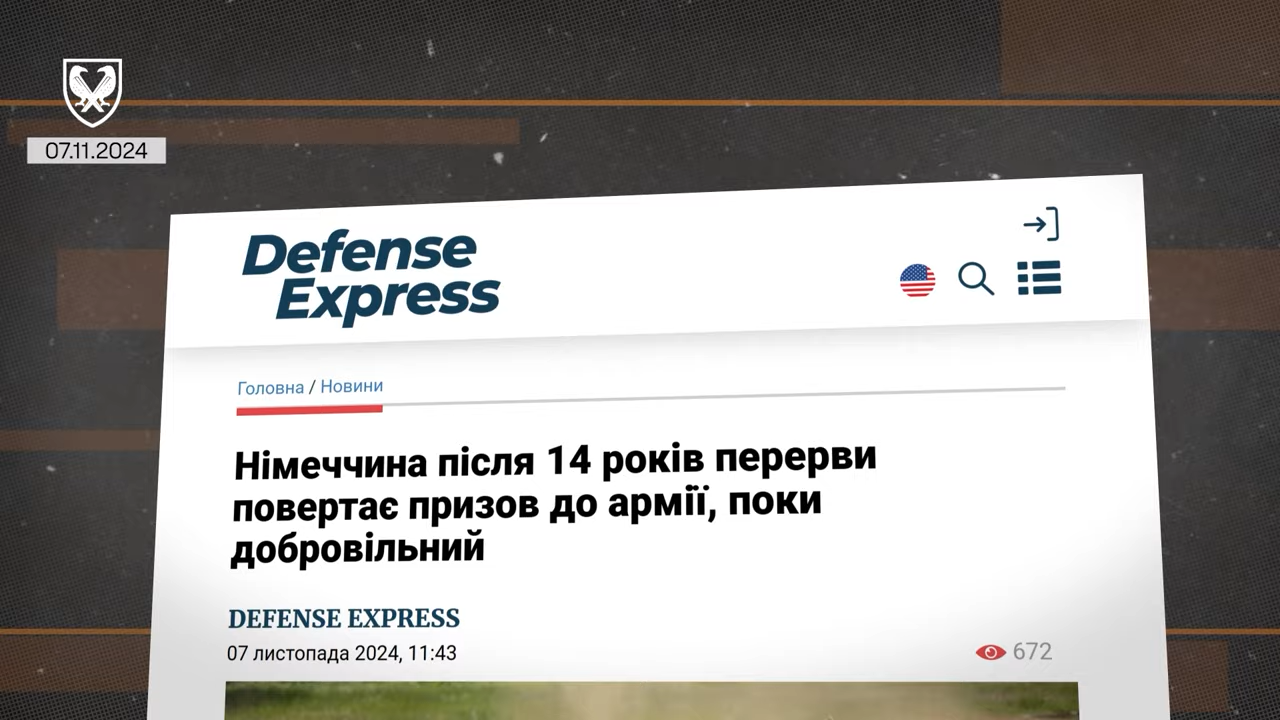 07.11.2024
Defense
Express
Головна / Новини
Німеччина після 14 років перерви
повертає призов до армії, поки
добровільний
DEFENSE EXPRESS
07 листопада 2024, 11:43
672